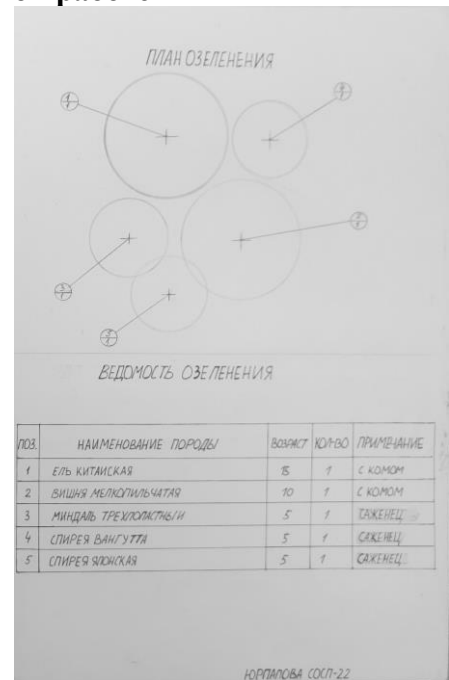 ПЛАН ОЗЕЛЕНЕНИЯ
ВЕДОМОСТЬ ОЗЕЛЕНЕНИЯ
ПОЗ. НАИМЕНОВАНИЕ ПОРОДЫ ВОЗРАСТ КОЛ-ВО ПРИМЕЧАНИЕ
1 ЕЛЬ КИТАЙСКАЯ 15 1 С КОМОМ
2 ВИШНЯ МЕЛКОПИЛЬЧАТАЯ 10 1 С КОМОМ
3 МИНДАЛЬ ТРЕХЛОПАСТНЫЙ 5 1 САЖЕНЕЦ
4 СПИРЕЯ ВАНГУТТА 5 1 САЖЕНЕЦ
5 СПИРЕЯ ЯПОНСКАЯ 5 1 САЖЕНЕЦ
СОСП-22